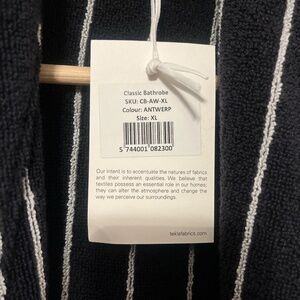 Classic Bathrobe
SKU: CB-AW-XL
Colour: ANTWERP
Size: XL
5 744001 082300
Our intent is to accentuate the natures of fabrics
and their inherent qualities. We believe that
textiles possess an essential role in our homes;
they can alter the atmosphere and change the
way we perceive our surroundings.
teklafabrics.com